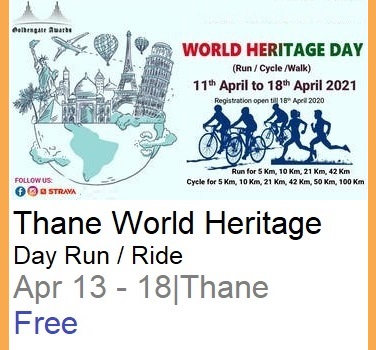 Goldengate Awards
WORLD HERITAGE DAY
(Run / Cycle /Walk)
11th April to 18th April 2021
Registration open till 18th April 2020
Run for 5 Km, 10 Km, 21 Km, 42 Km
Cycle for 5 Km, 10 Km, 21 Km, 42 Km, 50 Km, 100 Km
FOLLOW US:
STRAVA
Thane World Heritage
Day Run / Ride
Apr 13 - 18|Thane
Free